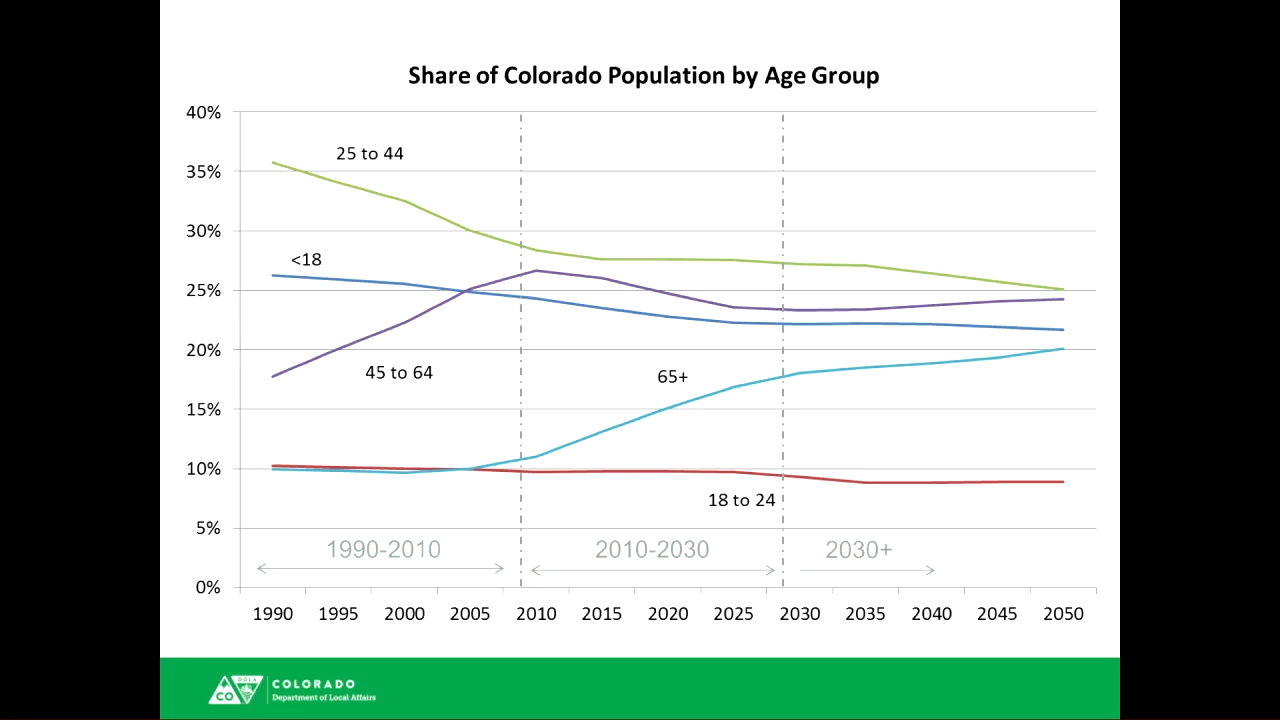 Share of Colorado Population by Age Group
40%
35%
30%
25%
20%
15%
10%
5%
0%
25 to 44
<18
45 to 64
65+
18 to 24
1990-2010
2010-2030
2030+
1990 1995 2000 2005 2010 2015 2020 2025 2030 2035 2040 2045 2050
CO
DOLA
COLORADO
Department of Local Affairs